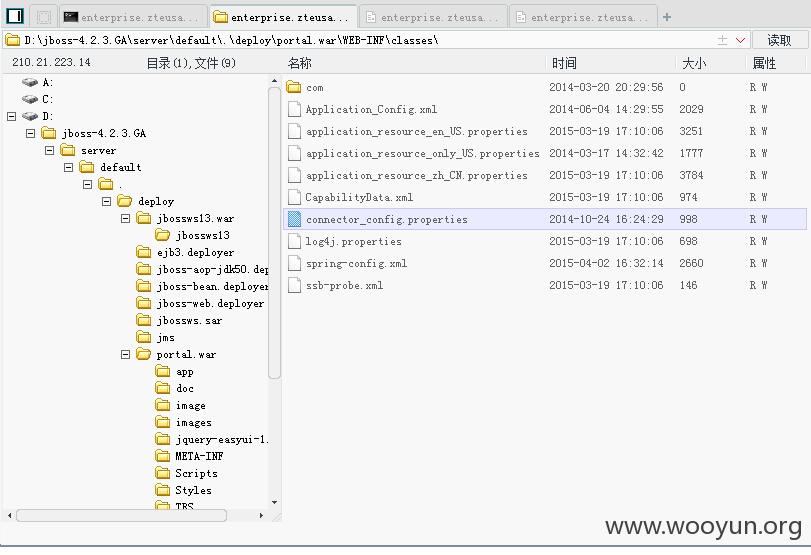 enterprise.zteusa...
enterprise.zteusa...
enterprise.zteusa...
enterprise.zteusa...
D:\jboss-4.2.3.GA\server\default\.\deploy\portal.war\WEB-INF\classes\
读取
210.21.223.14
目录(1),文件(9)
名称
时间
大小
属性
A:
C:
D:
jboss-4.2.3.GA
server
default
.
deploy
jbossws13.war
jbossws13
ejb3.deployer
jboss-aop-jdk50.dep
jboss-bean.deployer
jboss-web.deployer
jbossws.sar
jms
portal.war
app
doc
image
images
jquery-easyui-1.
META-INF
Scripts
Styles
TRS
com 2014-03-20 20:29:56 0 R W
Application_Config.xml 2014-06-04 14:29:55 2029 R W
application_resource_en_US.properties 2015-03-19 17:10:06 3251 R W
application_resource_only_US.properties 2014-03-17 14:32:42 1777 R W
application_resource_zh_CN.properties 2015-03-19 17:10:06 3784 R W
CapabilityData.xml 2015-03-19 17:10:06 974 R W
connector_config.properties 2014-10-24 16:24:29 998 R W
log4j.properties 2015-03-19 17:10:06 698 R W
spring-config.xml 2015-04-02 16:32:14 2660 R W
ssb-probe.xml 2015-03-19 17:10:06 146 R W
www.wooyun.org